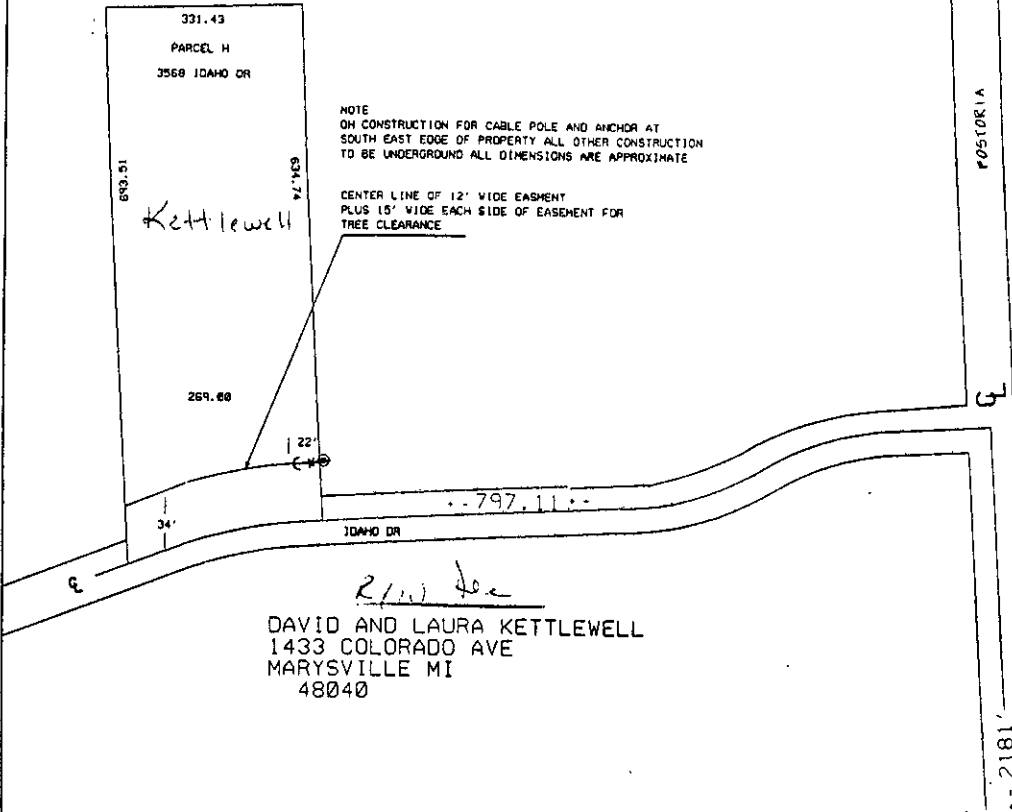 331.43
PARCEL H
3568 IDAHO DR
NOTE
OH CONSTRUCTION FOR CABLE POLE AND ANCHOR AT
SOUTH EAST EDGE OF PROPERTY ALL OTHER CONSTRUCTION
TO BE UNDERGROUND ALL DIMENSIONS ARE APPROXIMATE
POSTORIA
693.51
634.74
Kettlewell
CENTER LINE OF 12' WIDE EASMENT
PLUS 15' WIDE EACH SIDE OF EASEMENT FOR
TREE CLEARANCE
269.00
22'
797.11
34'
IDAHO DR
R/W
DAVID AND LAURA KETTLEWELL
1433 COLORADO AVE
MARYSVILLE MI
48040
2181'